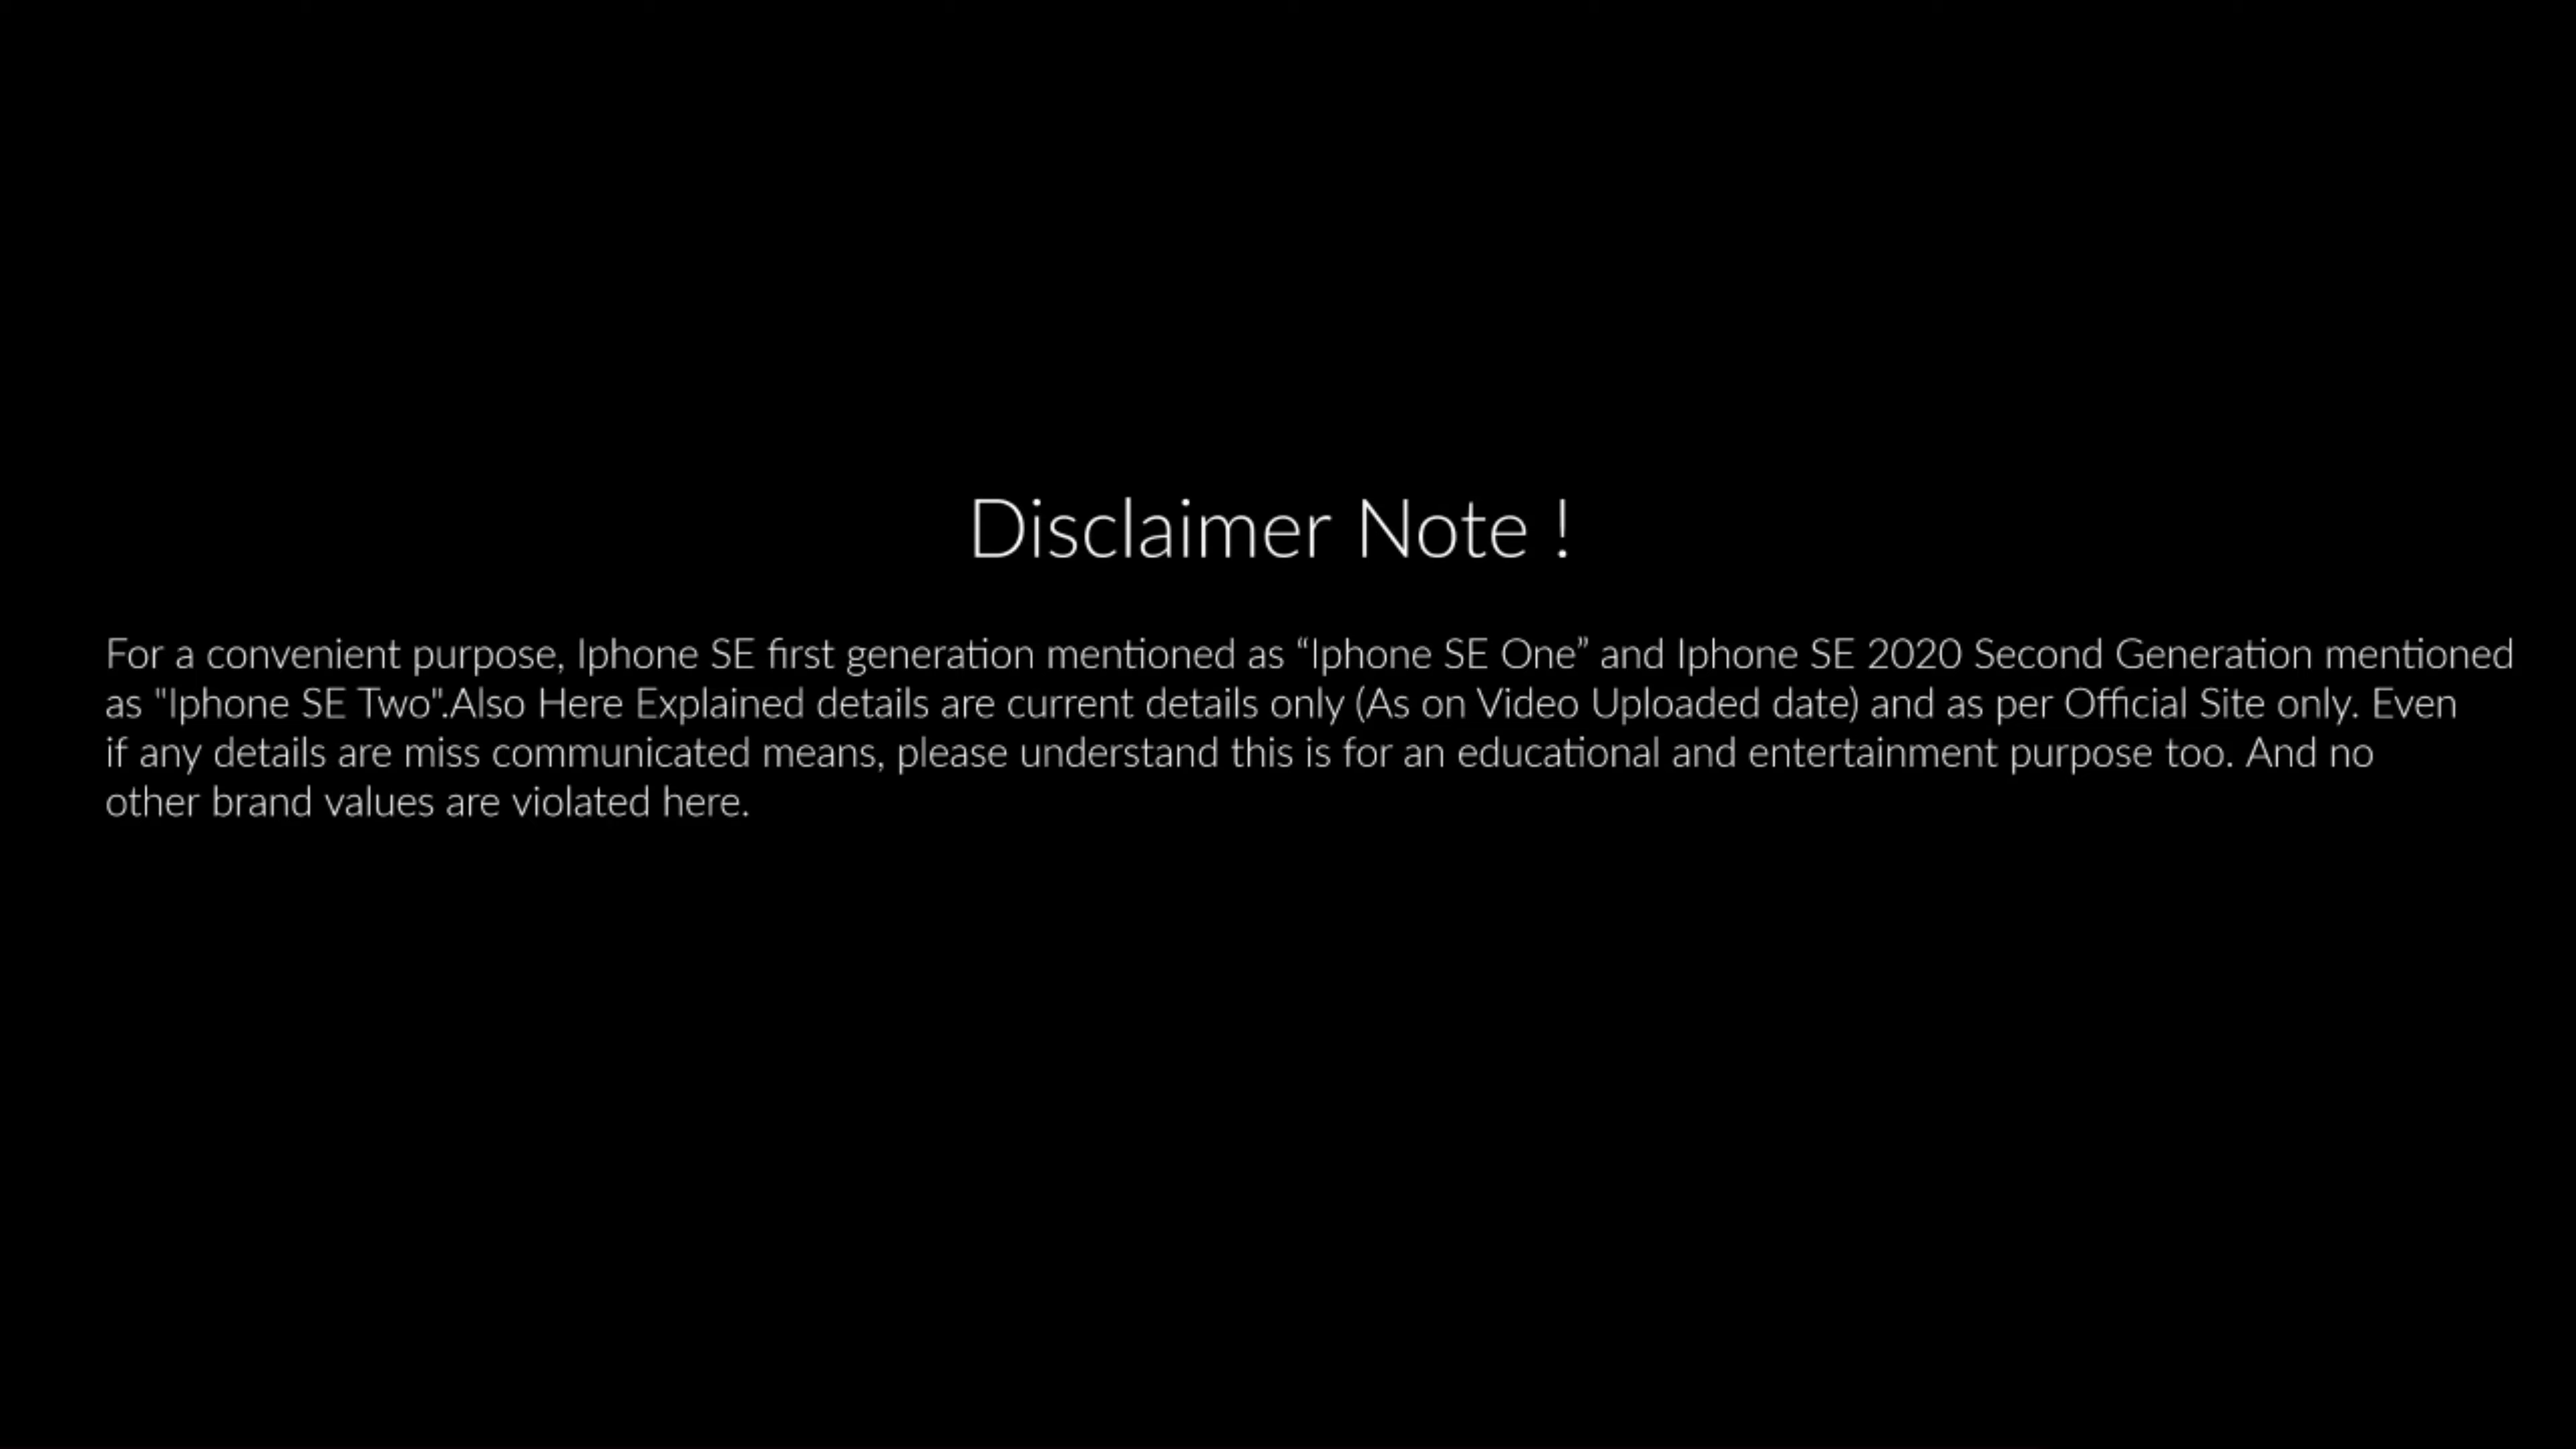 Disclaimer Note !
For a convenient purpose, Iphone SE first generation mentioned as “Iphone SE One” and Iphone SE 2020 Second Generation mentioned
as "Iphone SE Two".Also Here Explained details are current details only (As on Video Uploaded date) and as per Official Site only. Even
if any details are miss communicated means, please understand this is for an educational and entertainment purpose too. And no
other brand values are violated here.